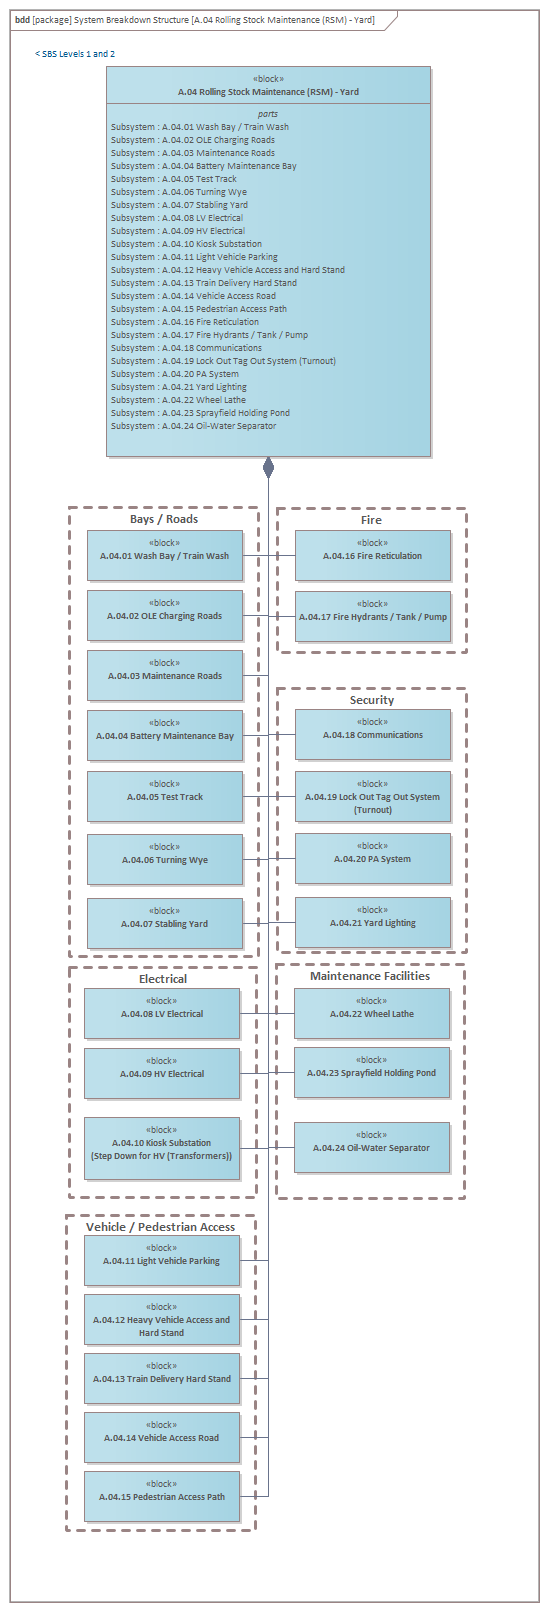 bdd [package] System Breakdown Structure [A.04 Rolling Stock Maintenance (RSM) - Yard]
< SBS Levels 1 and 2
«block»
A.04 Rolling Stock Maintenance (RSM) - Yard
parts
Subsystem : A.04.01 Wash Bay / Train Wash
Subsystem : A.04.02 OLE Charging Roads
Subsystem : A.04.03 Maintenance Roads
Subsystem : A.04.04 Battery Maintenance Bay
Subsystem : A.04.05 Test Track
Subsystem : A.04.06 Turning Wye
Subsystem : A.04.07 Stabling Yard
Subsystem : A.04.08 LV Electrical
Subsystem : A.04.09 HV Electrical
Subsystem : A.04.10 Kiosk Substation
Subsystem : A.04.11 Light Vehicle Parking
Subsystem : A.04.12 Heavy Vehicle Access and Hard Stand
Subsystem : A.04.13 Train Delivery Hard Stand
Subsystem : A.04.14 Vehicle Access Road
Subsystem : A.04.15 Pedestrian Access Path
Subsystem : A.04.16 Fire Reticulation
Subsystem : A.04.17 Fire Hydrants / Tank / Pump
Subsystem : A.04.18 Communications
Subsystem : A.04.19 Lock Out Tag Out System (Turnout)
Subsystem : A.04.20 PA System
Subsystem : A.04.21 Yard Lighting
Subsystem : A.04.22 Wheel Lathe
Subsystem : A.04.23 Sprayfield Holding Pond
Subsystem : A.04.24 Oil-Water Separator
Bays / Roads
«block»
A.04.01 Wash Bay / Train Wash
«block»
A.04.02 OLE Charging Roads
«block»
A.04.03 Maintenance Roads
«block»
A.04.04 Battery Maintenance Bay
«block»
A.04.05 Test Track
«block»
A.04.06 Turning Wye
«block»
A.04.07 Stabling Yard
Fire
«block»
A.04.16 Fire Reticulation
«block»
A.04.17 Fire Hydrants / Tank / Pump
Security
«block»
A.04.18 Communications
«block»
A.04.19 Lock Out Tag Out System
(Turnout)
«block»
A.04.20 PA System
«block»
A.04.21 Yard Lighting
Electrical
«block»
A.04.08 LV Electrical
«block»
A.04.09 HV Electrical
«block»
A.04.10 Kiosk Substation
(Step Down for HV (Transformers))
Maintenance Facilities
«block»
A.04.22 Wheel Lathe
«block»
A.04.23 Sprayfield Holding Pond
«block»
A.04.24 Oil-Water Separator
Vehicle / Pedestrian Access
«block»
A.04.11 Light Vehicle Parking
«block»
A.04.12 Heavy Vehicle Access and
Hard Stand
«block»
A.04.13 Train Delivery Hard Stand
«block»
A.04.14 Vehicle Access Road
«block»
A.04.15 Pedestrian Access Path